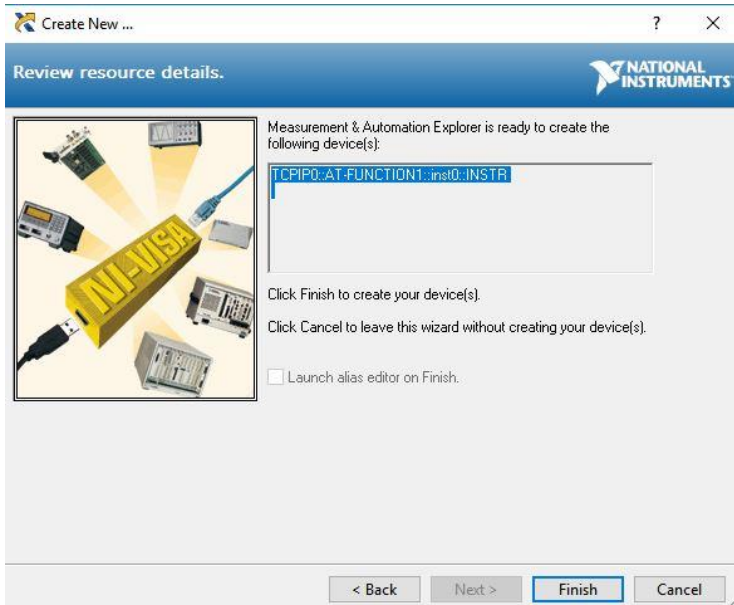 Create New ...
?
Review resource details.
NATIONAL
INSTRUMENTS
Measurement & Automation Explorer is ready to create the
following device(s):
TCPIP0::AT-FUNCTION1::inst0::INSTR
NI-VISA
Click Finish to create your device(s).
Click Cancel to leave this wizard without creating your device(s).
Launch alias editor on Finish.
< Back
Next >
Finish
Cancel